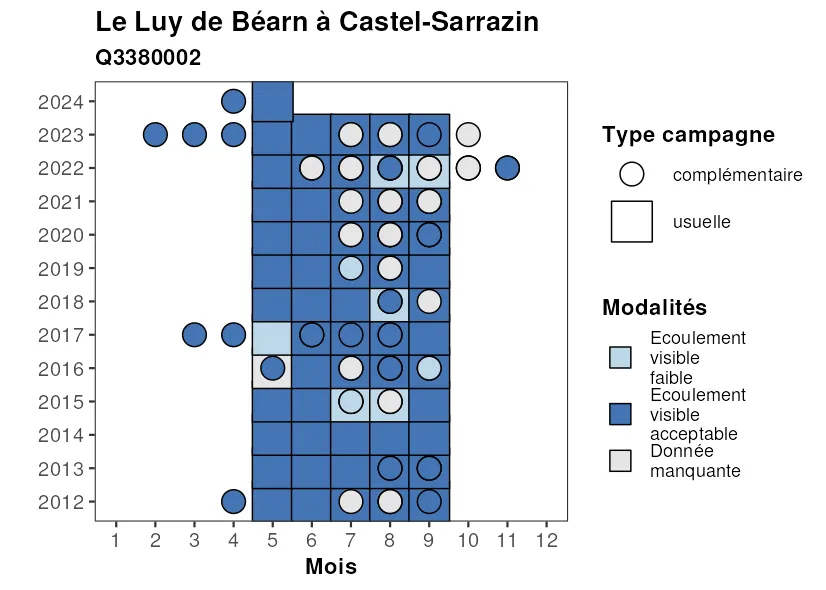 Le Luy de Béarn à Castel-Sarrazin
Q3380002
2024
2023
2022
2021
2020
2019
2018
2017
2016
2015
2014
2013
2012
1 2 3 4 5 6 7 8 9 10 11 12
Mois
Type campagne
complémentaire
usuelle
Modalités
Ecoulement
visible
faible
Ecoulement
visible
acceptable
Donnée
manquante